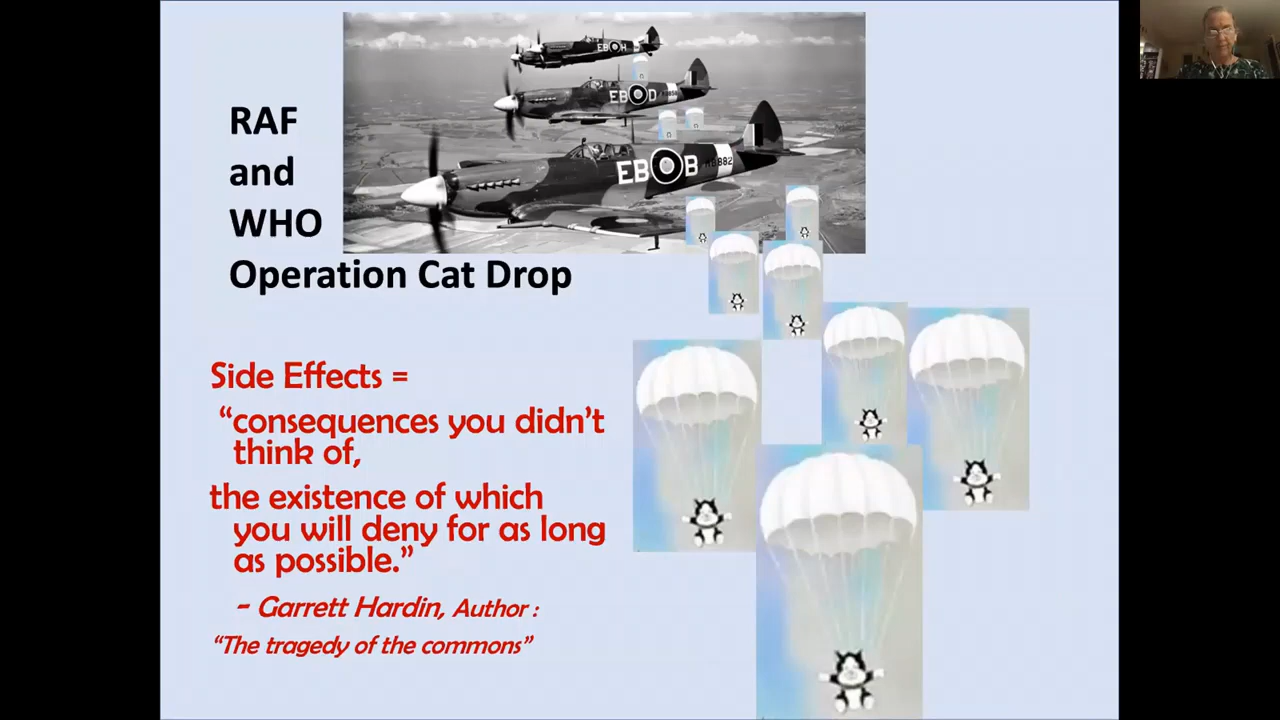 RAF
and
WHO
Operation Cat Drop
EB H
EB D
EB B
Side Effects =
“consequences you didn’t
think of,
the existence of which
you will deny for as long
as possible.”
- Garrett Hardin, Author :
“The tragedy of the commons”